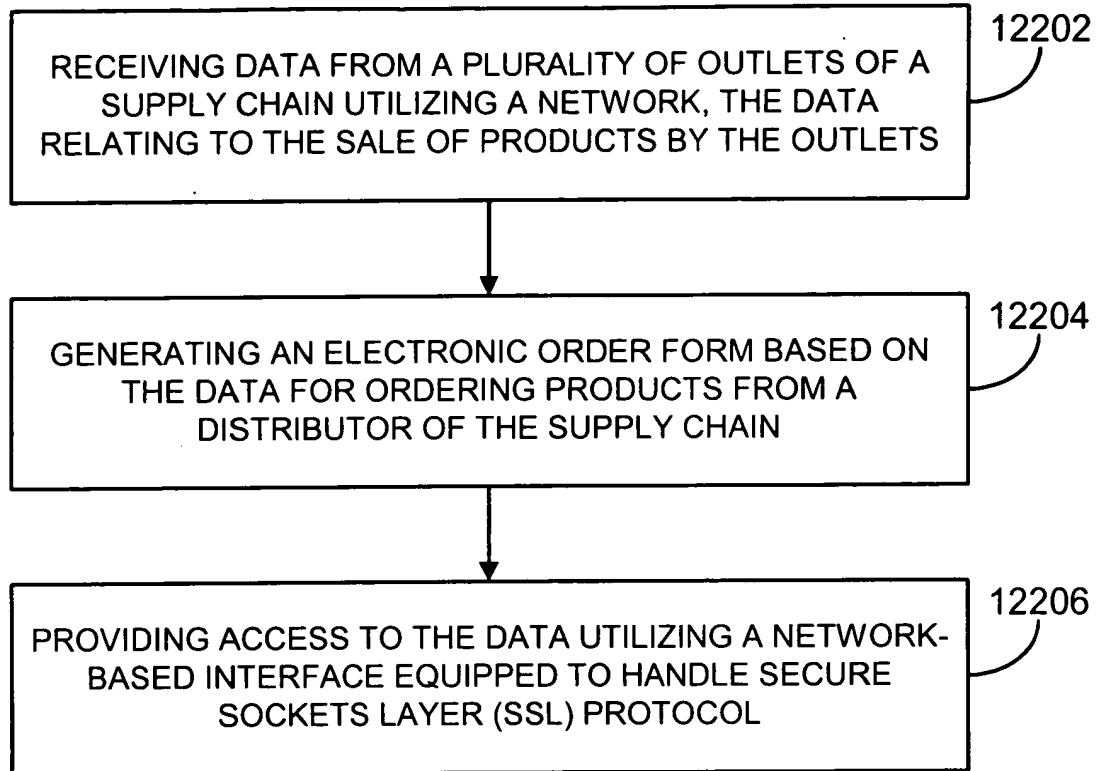 12202
RECEIVING DATA FROM A PLURALITY OF OUTLETS OF A
SUPPLY CHAIN UTILIZING A NETWORK, THE DATA
RELATING TO THE SALE OF PRODUCTS BY THE OUTLETS
12204
GENERATING AN ELECTRONIC ORDER FORM BASED ON
THE DATA FOR ORDERING PRODUCTS FROM A
DISTRIBUTOR OF THE SUPPLY CHAIN
12206
PROVIDING ACCESS TO THE DATA UTILIZING A NETWORK-
BASED INTERFACE EQUIPPED TO HANDLE SECURE
SOCKETS LAYER (SSL) PROTOCOL